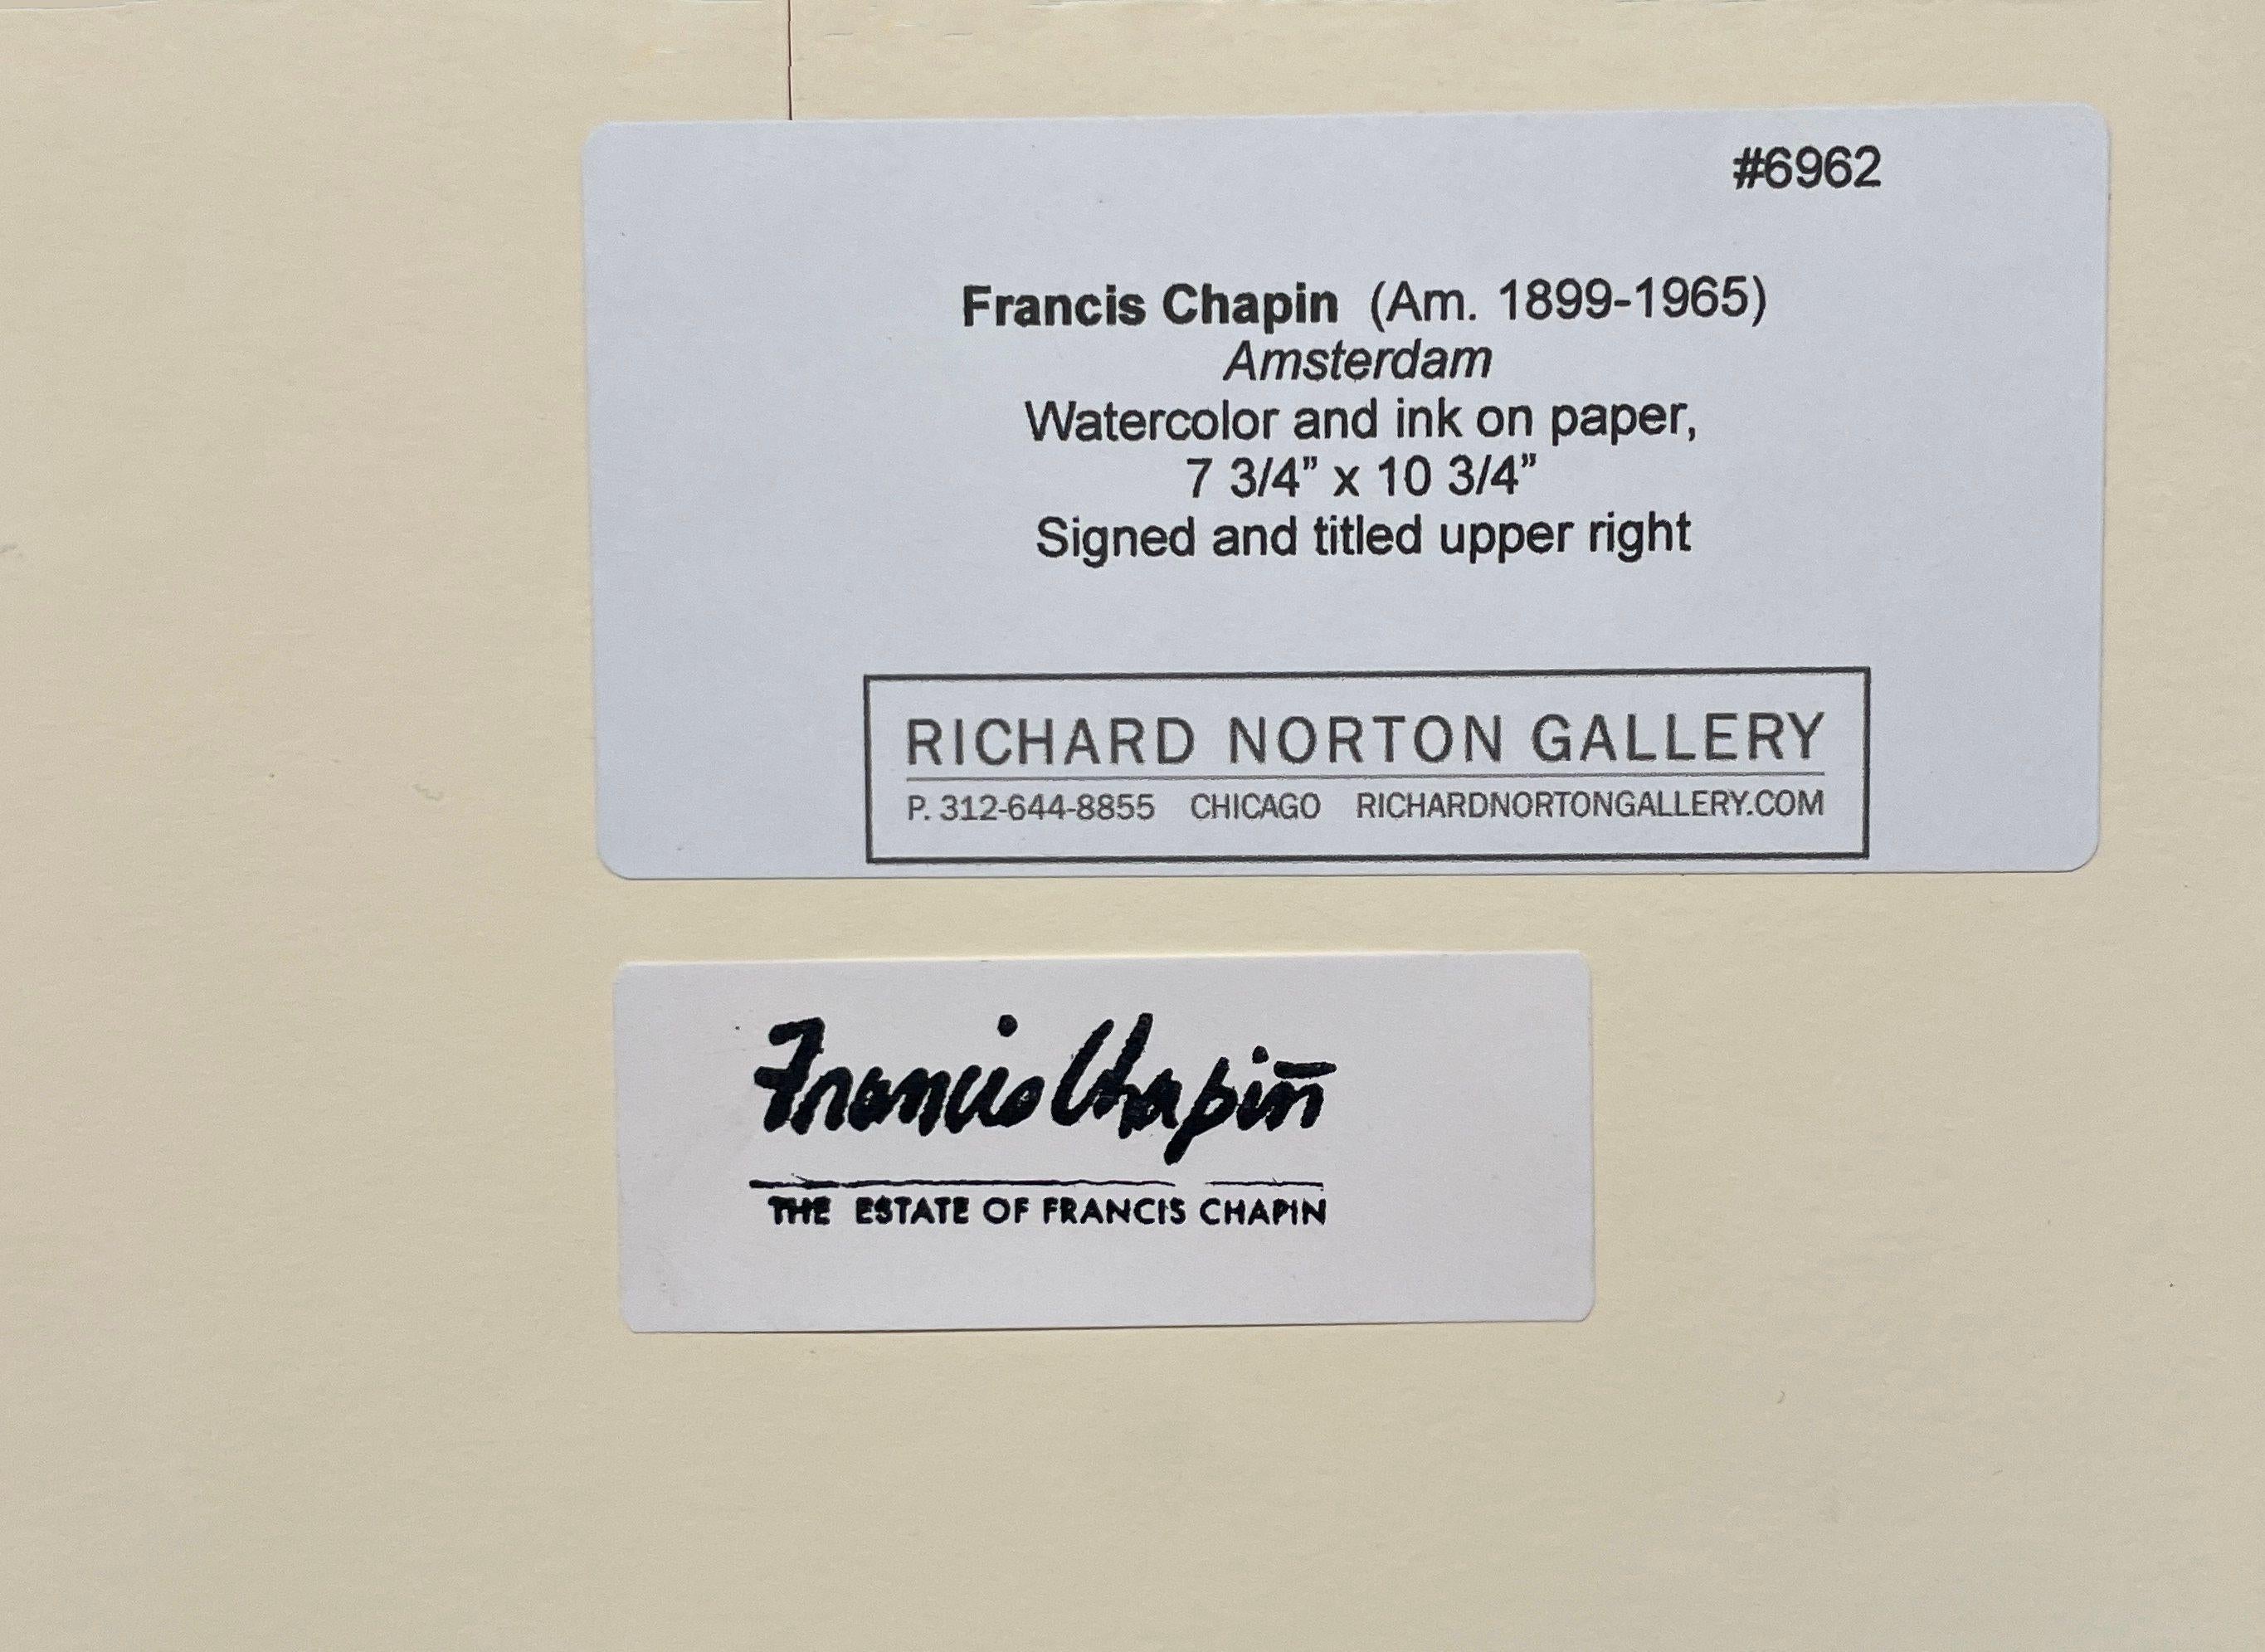 #6962
Francis Chapin (Am. 1899-1965)
Amsterdam
Watercolor and ink on paper,
7 3/4” x 10 3/4”
Signed and titled upper right
RICHARD NORTON GALLERY
P. 312-644-8855 CHICAGO RICHARDNORTONGALLERY.COM
Francis Chapin
THE ESTATE OF FRANCIS CHAPIN